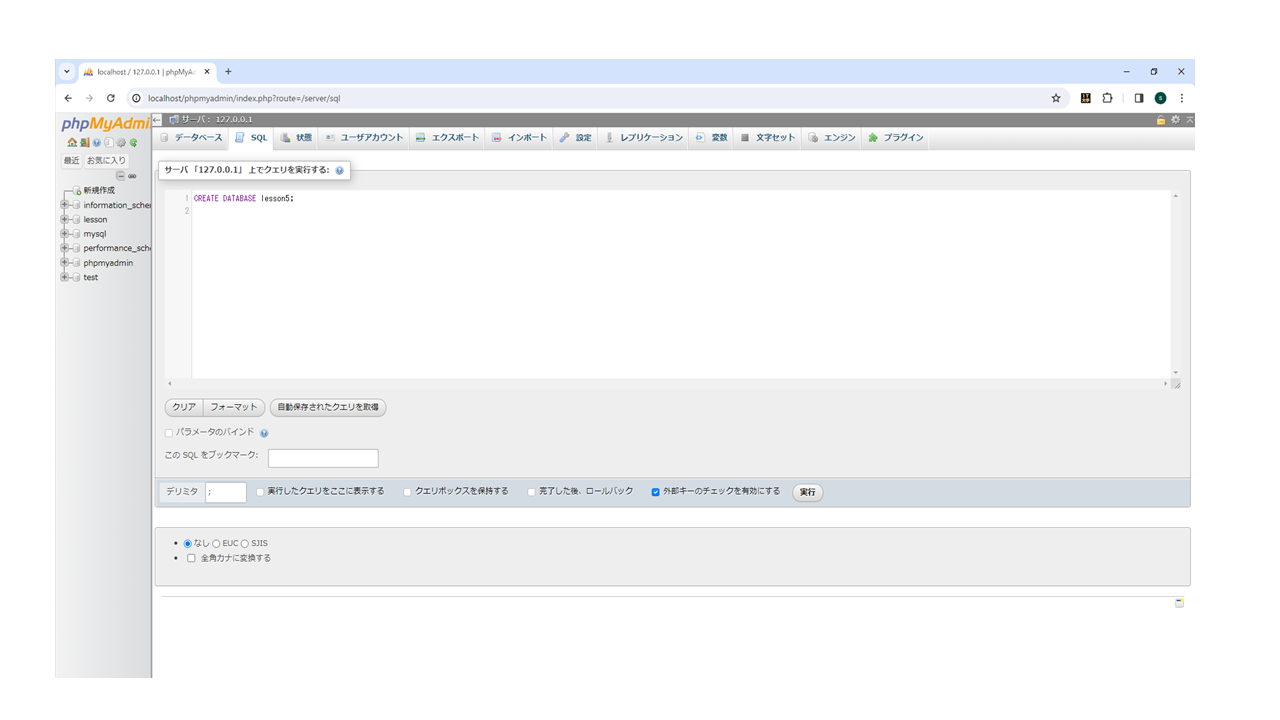 localhost / 127.0.0.1 | phpMyAd
localhost/phpmyadmin/index.php?route=/server/sql
phpMyAdmi
サーバ: 127.0.0.1
データベース SQL 状態 ユーザアカウント エクスポート インポート 設定 レプリケーション 変数 文字セット エンジン プラグイン
最近 お気に入り
新規作成
information_sche
lesson
mysql
performance_sch
phpmyadmin
test
サーバ「127.0.0.1」上でクエリを実行する:
1 CREATE DATABASE lesson5;
2
クリア フォーマット 自動保存されたクエリを取得
パラメータのバインド
この SQL をブックマーク:
デリミタ ; 実行したクエリをここに表示する クエリボックスを保持する 完了した後、ロールバック 外部キーのチェックを有効にする 実行
なし EUC SJIS
全角カナに変換する